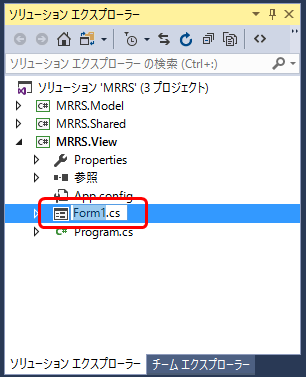 ソリューション エクスプローラー
ソリューション エクスプローラー の検索 (Ctrl+:)
ソリューション 'MRRS' (3 プロジェクト)
C# MRRS.Model
C# MRRS.Shared
C# MRRS.View
Properties
参照
App.config
Form1.cs
C# Program.cs
ソリューション エクスプローラー チーム エクスプローラー